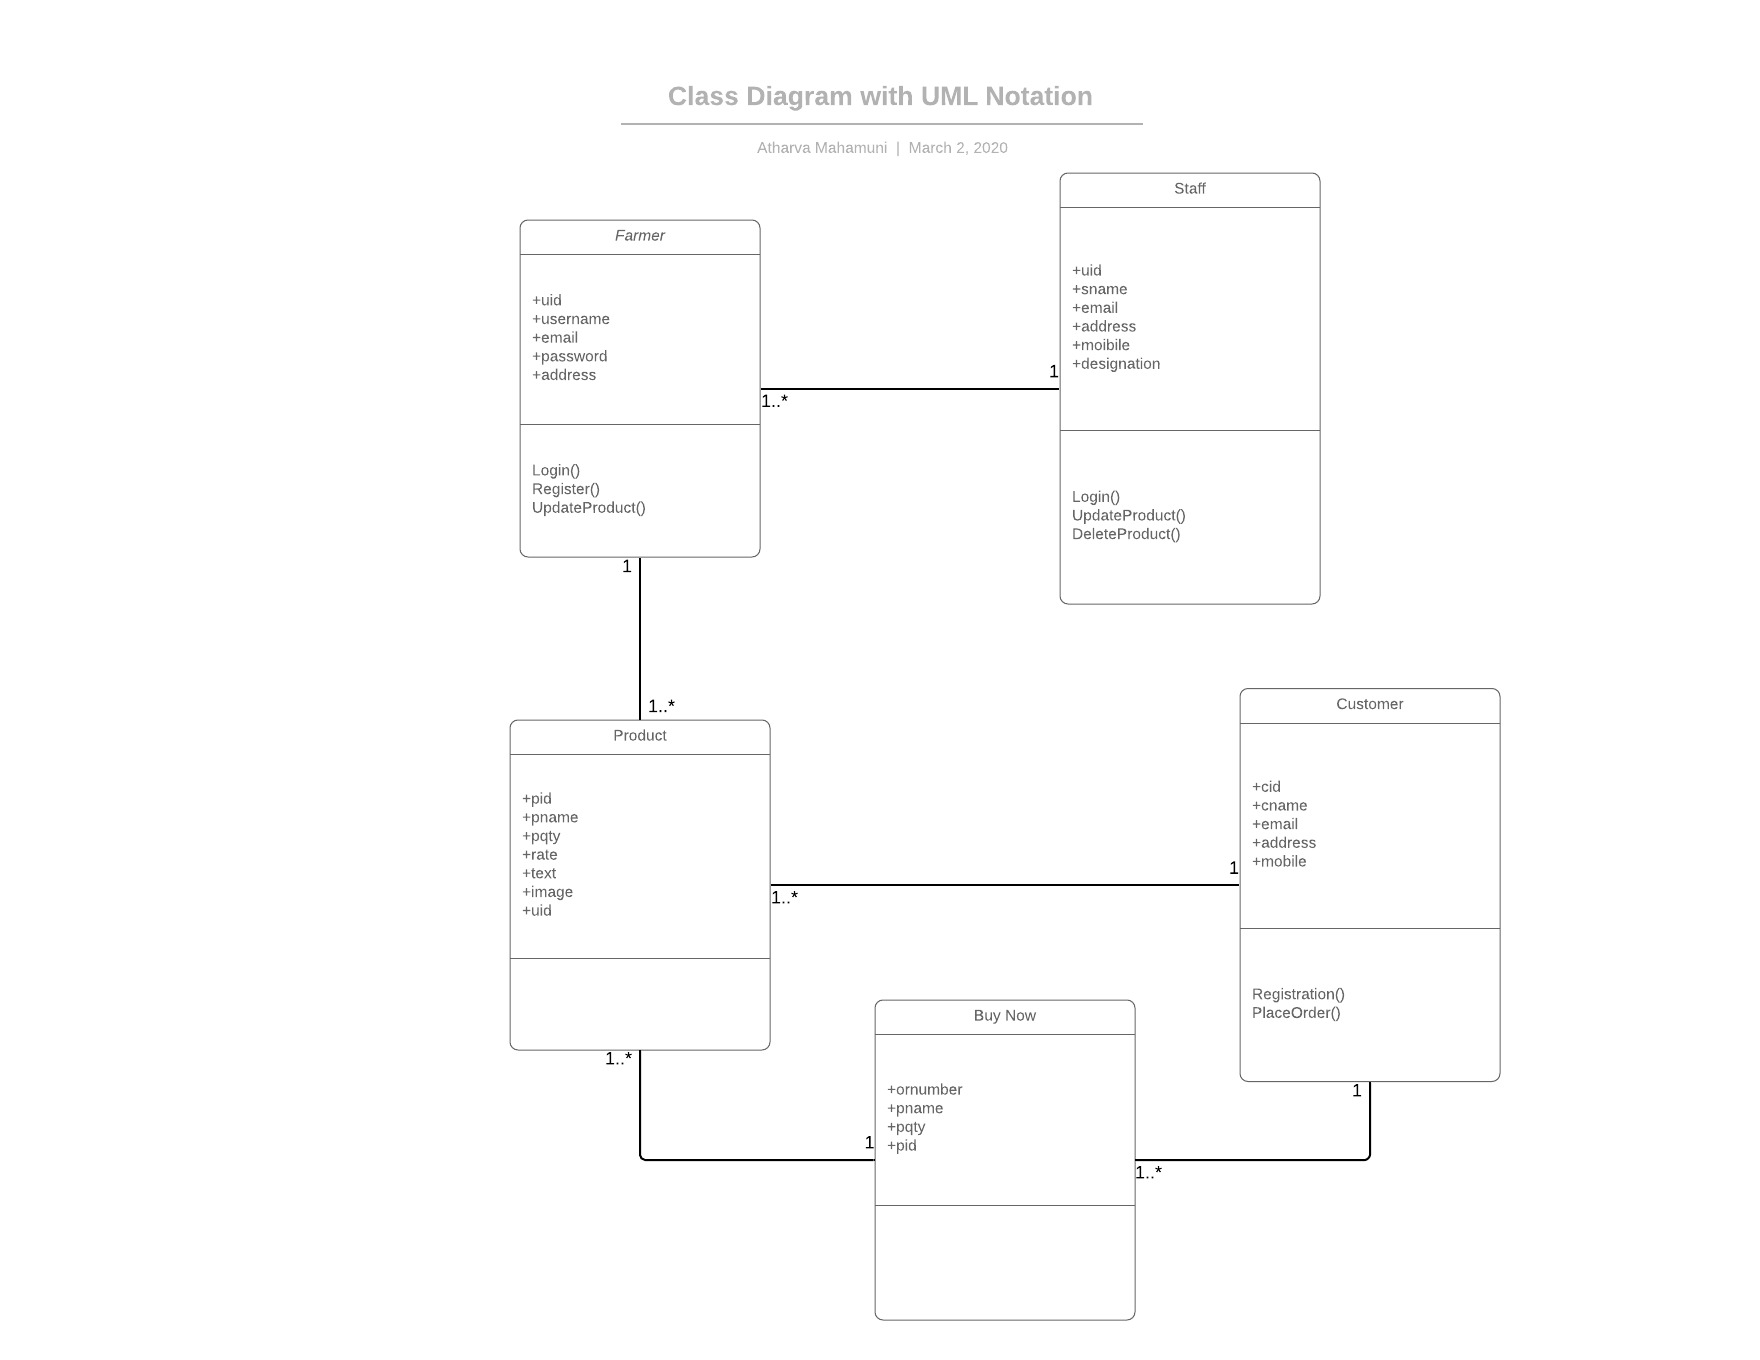 Class Diagram with UML Notation
Atharva Mahamuni | March 2, 2020
Staff
+uid
+sname
+email
+address
+moibile
+designation
Login()
UpdateProduct()
DeleteProduct()
Farmer
+uid
+username
+email
+password
+address
Login()
Register()
UpdateProduct()
1
1..*
1
1..*
Product
+pid
+pname
+pqty
+rate
+text
+image
+uid
Customer
+cid
+cname
+email
+address
+mobile
Registration()
PlaceOrder()
1
1..*
Buy Now
+ornumber
+pname
+pqty
+pid
1..*
1
1
1..*